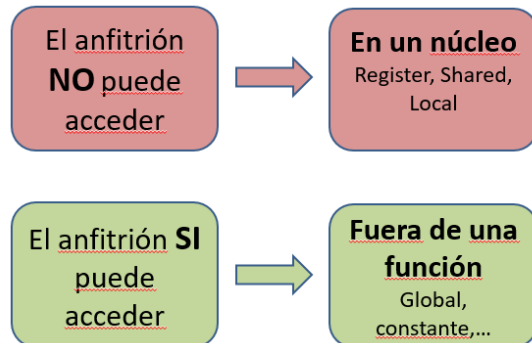 El anfitrión
NO puede
acceder
En un núcleo
Register, Shared,
Local
El anfitrión SI
puede
acceder
Fuera de una
función
Global,
constante,...